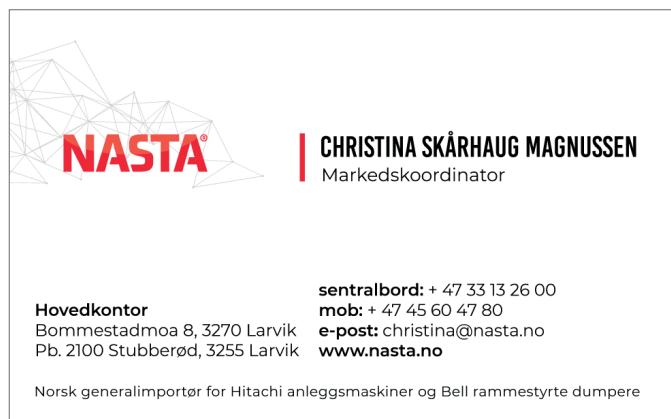 NASTA®
CHRISTINA SKÅRHAUG MAGNUSSEN
Markedskoordinator
Hovedkontor
Bommestadmoa 8, 3270 Larvik
Pb. 2100 Stubberød, 3255 Larvik
sentralbord: + 47 33 13 26 00
mob: + 47 45 60 47 80
e-post: christina@nasta.no
www.nasta.no
Norsk generalimportør for Hitachi anleggsmaskiner og Bell rammestyrte dumpere